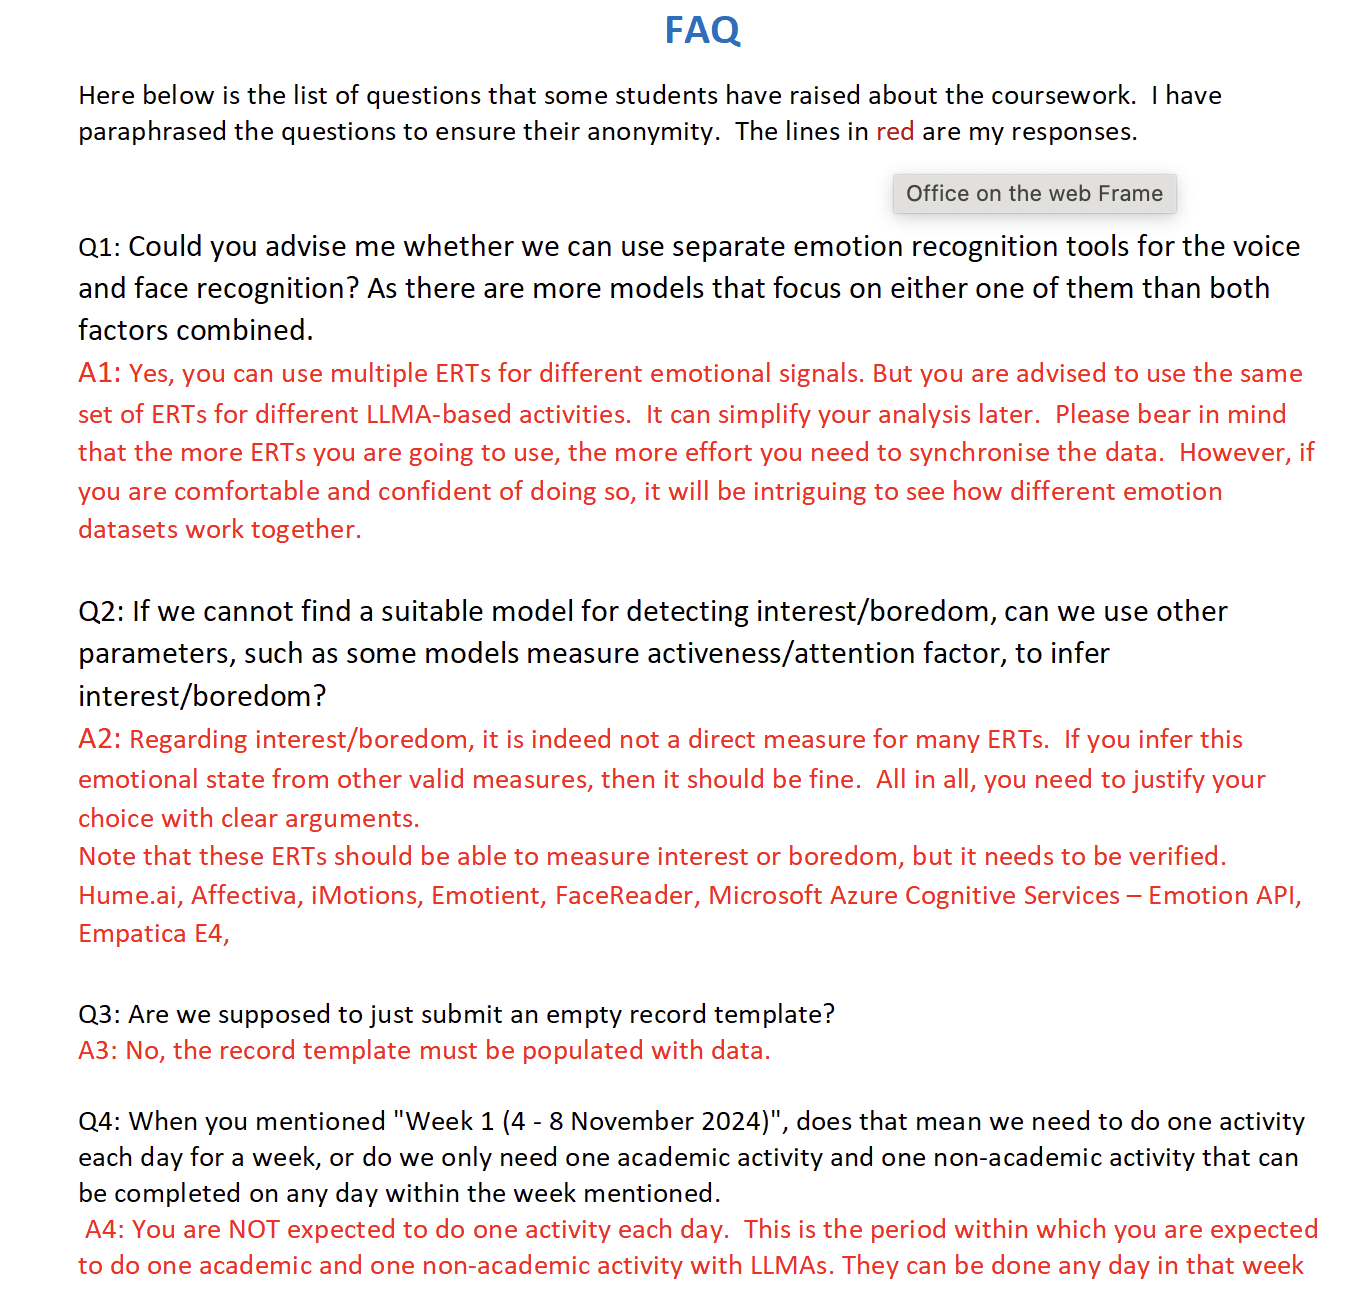 FAQ
Here below is the list of questions that some students have raised about the coursework.  I have
paraphrased the questions to ensure their anonymity.  The lines in red are my responses.
Office on the web Frame
Q1: Could you advise me whether we can use separate emotion recognition tools for the voice
and face recognition? As there are more models that focus on either one of them than both
factors combined.
A1: Yes, you can use multiple ERTs for different emotional signals. But you are advised to use the same
set of ERTs for different LLMA-based activities.  It can simplify your analysis later.  Please bear in mind
that the more ERTs you are going to use, the more effort you need to synchronise the data.  However, if
you are comfortable and confident of doing so, it will be intriguing to see how different emotion
datasets work together.
Q2: If we cannot find a suitable model for detecting interest/boredom, can we use other
parameters, such as some models measure activeness/attention factor, to infer
interest/boredom?
A2: Regarding interest/boredom, it is indeed not a direct measure for many ERTs.  If you infer this
emotional state from other valid measures, then it should be fine.  All in all, you need to justify your
choice with clear arguments.
Note that these ERTs should be able to measure interest or boredom, but it needs to be verified.
Hume.ai, Affectiva, iMotions, Emotient, FaceReader, Microsoft Azure Cognitive Services – Emotion API,
Empatica E4,
Q3: Are we supposed to just submit an empty record template?
A3: No, the record template must be populated with data.
Q4: When you mentioned "Week 1 (4 - 8 November 2024)", does that mean we need to do one activity
each day for a week, or do we only need one academic activity and one non-academic activity that can
be completed on any day within the week mentioned.
A4: You are NOT expected to do one activity each day.  This is the period within which you are expected
to do one academic and one non-academic activity with LLMAs. They can be done any day in that week